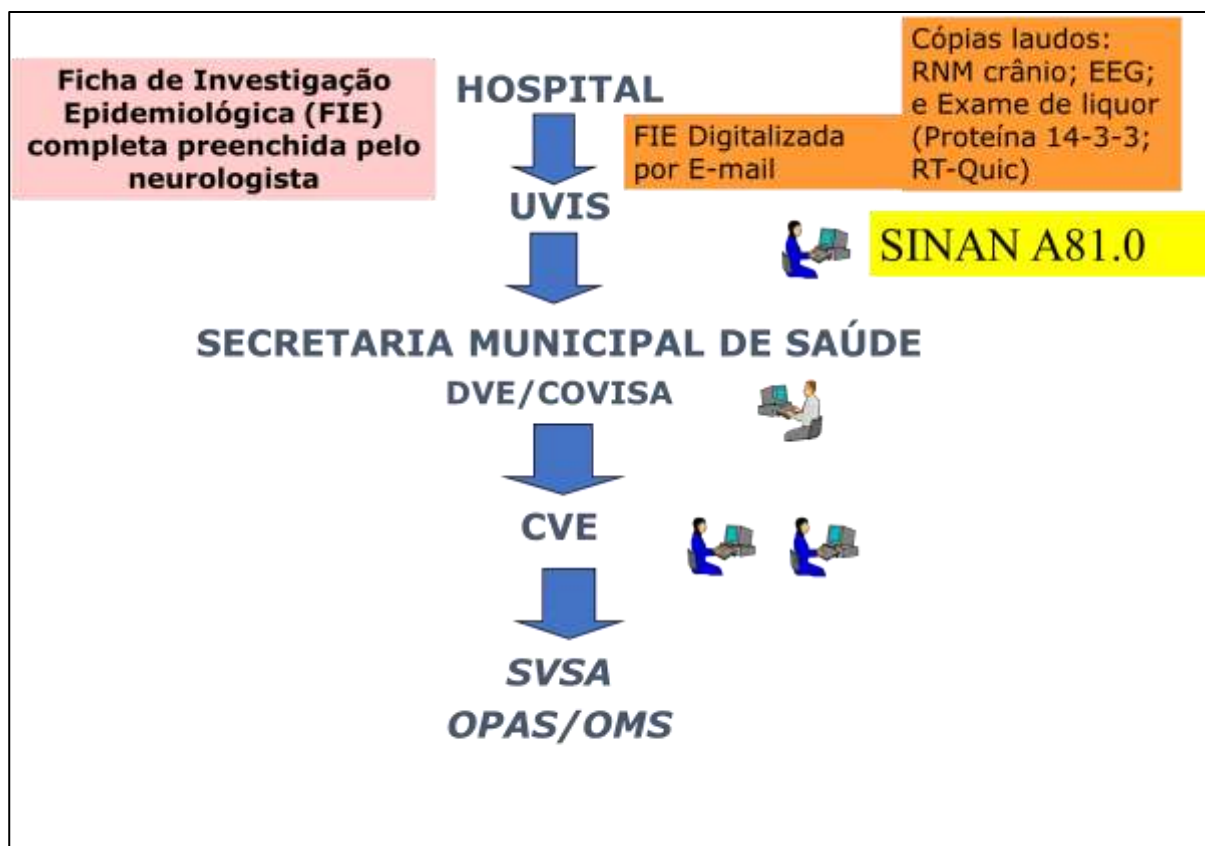 Ficha de Investigação
Epidemiológica (FIE)
completa preenchida pelo
neurologista
HOSPITAL
FIE Digitalizada
por E-mail
Cópias laudos:
RNM crânio; EEG;
e Exame de liquor
(Proteína 14-3-3;
RT-Quic)
UVIS
SINAN A81.0
SECRETARIA MUNICIPAL DE SAÚDE
DVE/COVISA
CVE
SVSA
OPAS/OMS